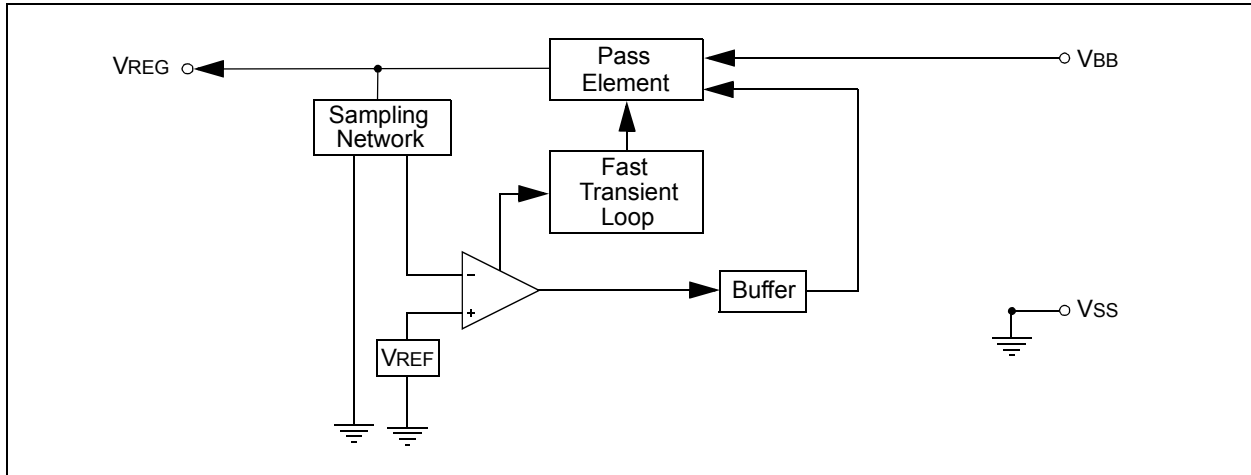 VREG
Pass
Element
VBB
Sampling
Network
Fast
Transient
Loop
-
+
Buffer
VSS
VREF